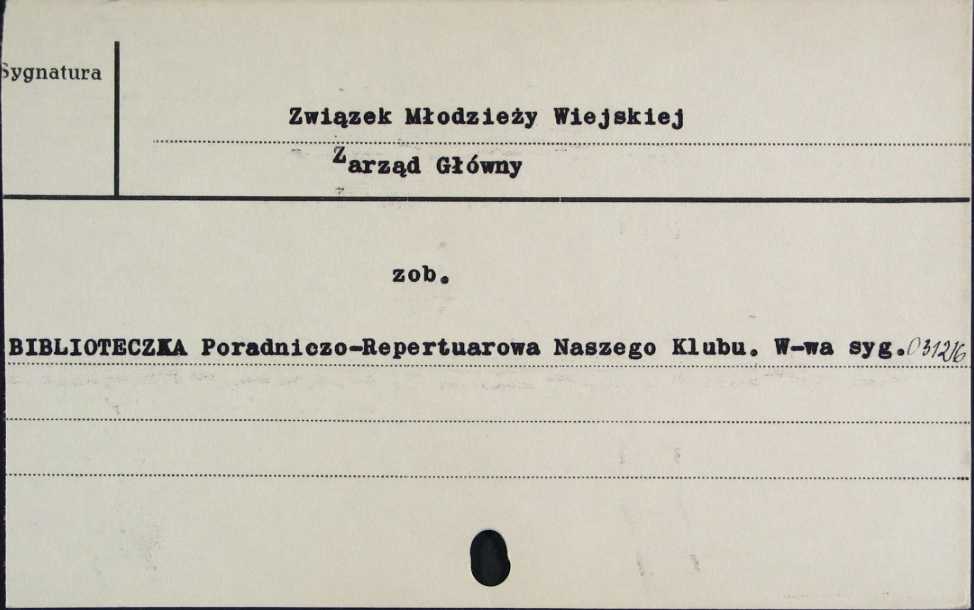 Sygnatura
Związek Młodzieży Wiejskiej
Zarząd Główny
zob.
BIBLIOTECZKA Poradniczo-Repertuarowa Naszego Klubu. W-wa syg. 031216